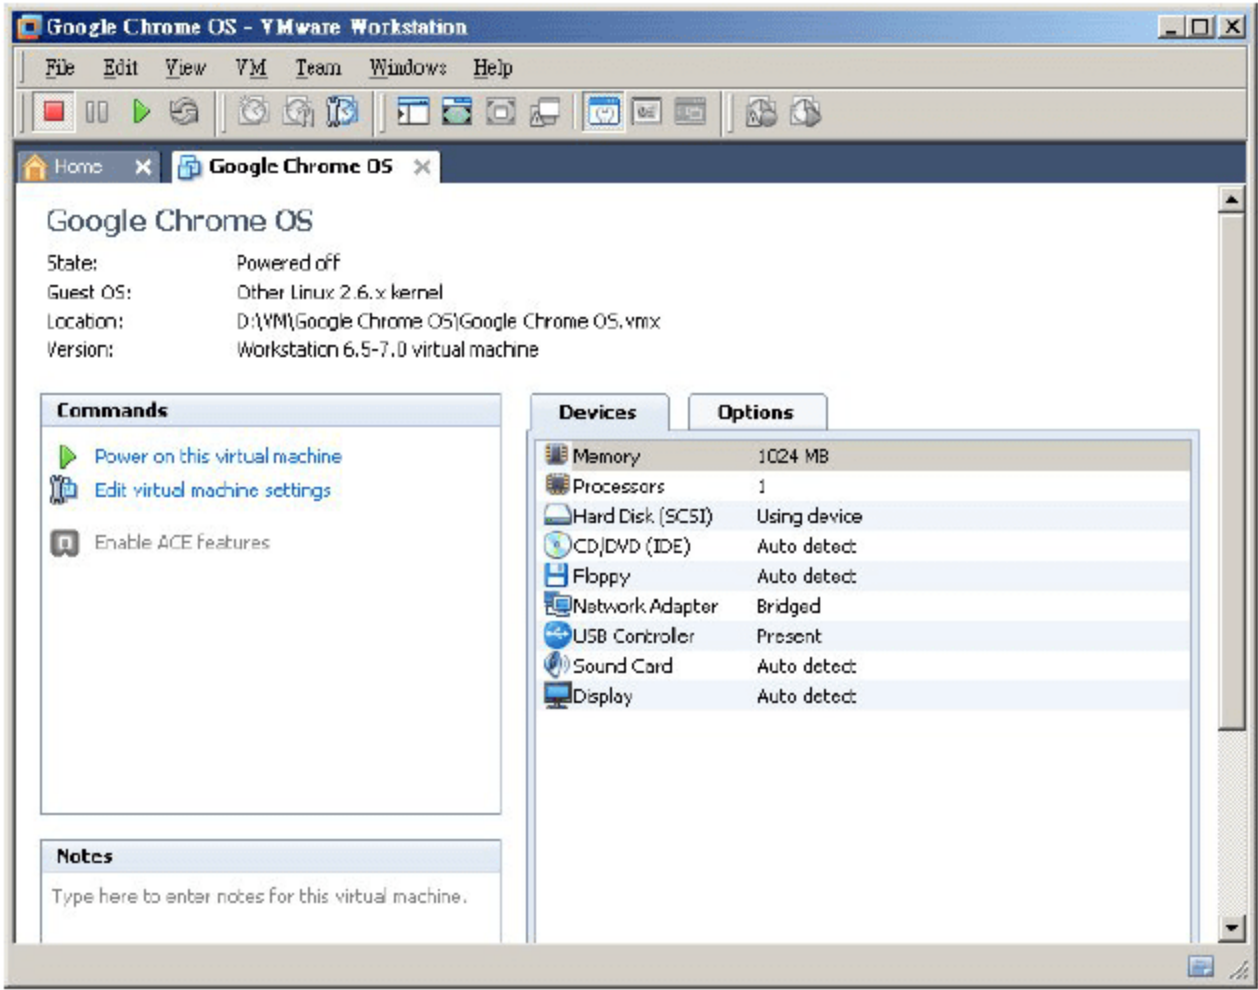 Google Chrome OS - VMware Workstation
File Edit View VM Team Windows Help
Home Google Chrome OS
Google Chrome OS
State: Powered off
Guest OS: Other Linux 2.6.x kernel
Location: D:\VM\Google Chrome OS\Google Chrome OS.vmx
Version: Workstation 6.5-7.0 virtual machine
Commands
Power on this virtual machine
Edit virtual machine settings
Enable ACE features
Devices Options
Memory 1024 MB
Processors 1
Hard Disk (SCSI) Using device
CD/DVD (IDE) Auto detect
Floppy Auto detect
Network Adapter Bridged
USB Controller Present
Sound Card Auto detect
Display Auto detect
Notes
Type here to enter notes for this virtual machine.